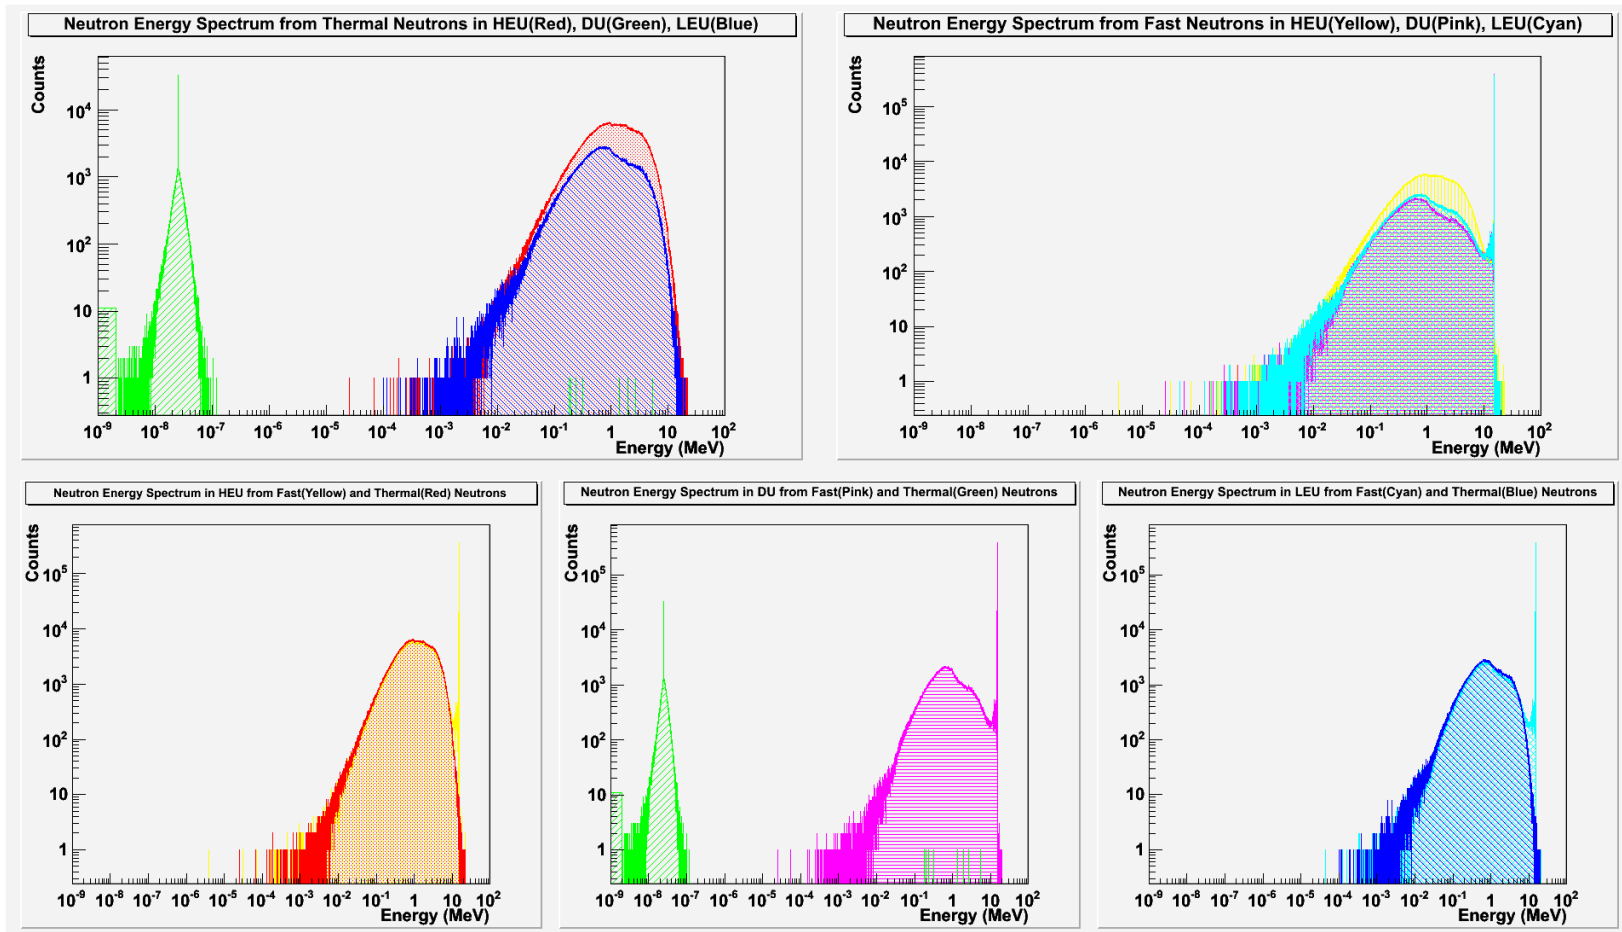 Neutron Energy Spectrum from Thermal Neutrons in HEU(Red), DU(Green), LEU(Blue)
Counts
10^4
10^3
10^2
10
1
10^-9 10^-8 10^-7 10^-6 10^-5 10^-4 10^-3 10^-2 10^-1 1 10 10^2
Energy (MeV)
Neutron Energy Spectrum from Fast Neutrons in HEU(Yellow), DU(Pink), LEU(Cyan)
Counts
10^5
10^4
10^3
10^2
10
1
10^-9 10^-8 10^-7 10^-6 10^-5 10^-4 10^-3 10^-2 10^-1 1 10 10^2
Energy (MeV)
Neutron Energy Spectrum in HEU from Fast(Yellow) and Thermal(Red) Neutrons
Counts
10^5
10^4
10^3
10^2
10
1
10^-9 10^-8 10^-7 10^-6 10^-5 10^-4 10^-3 10^-2 10^-1 1 10 10^2
Energy (MeV)
Neutron Energy Spectrum in DU from Fast(Pink) and Thermal(Green) Neutrons
Counts
10^5
10^4
10^3
10^2
10
1
10^-9 10^-8 10^-7 10^-6 10^-5 10^-4 10^-3 10^-2 10^-1 1 10 10^2
Energy (MeV)
Neutron Energy Spectrum in LEU from Fast(Cyan) and Thermal(Blue) Neutrons
Counts
10^5
10^4
10^3
10^2
10
1
10^-9 10^-8 10^-7 10^-6 10^-5 10^-4 10^-3 10^-2 10^-1 1 10 10^2
Energy (MeV)